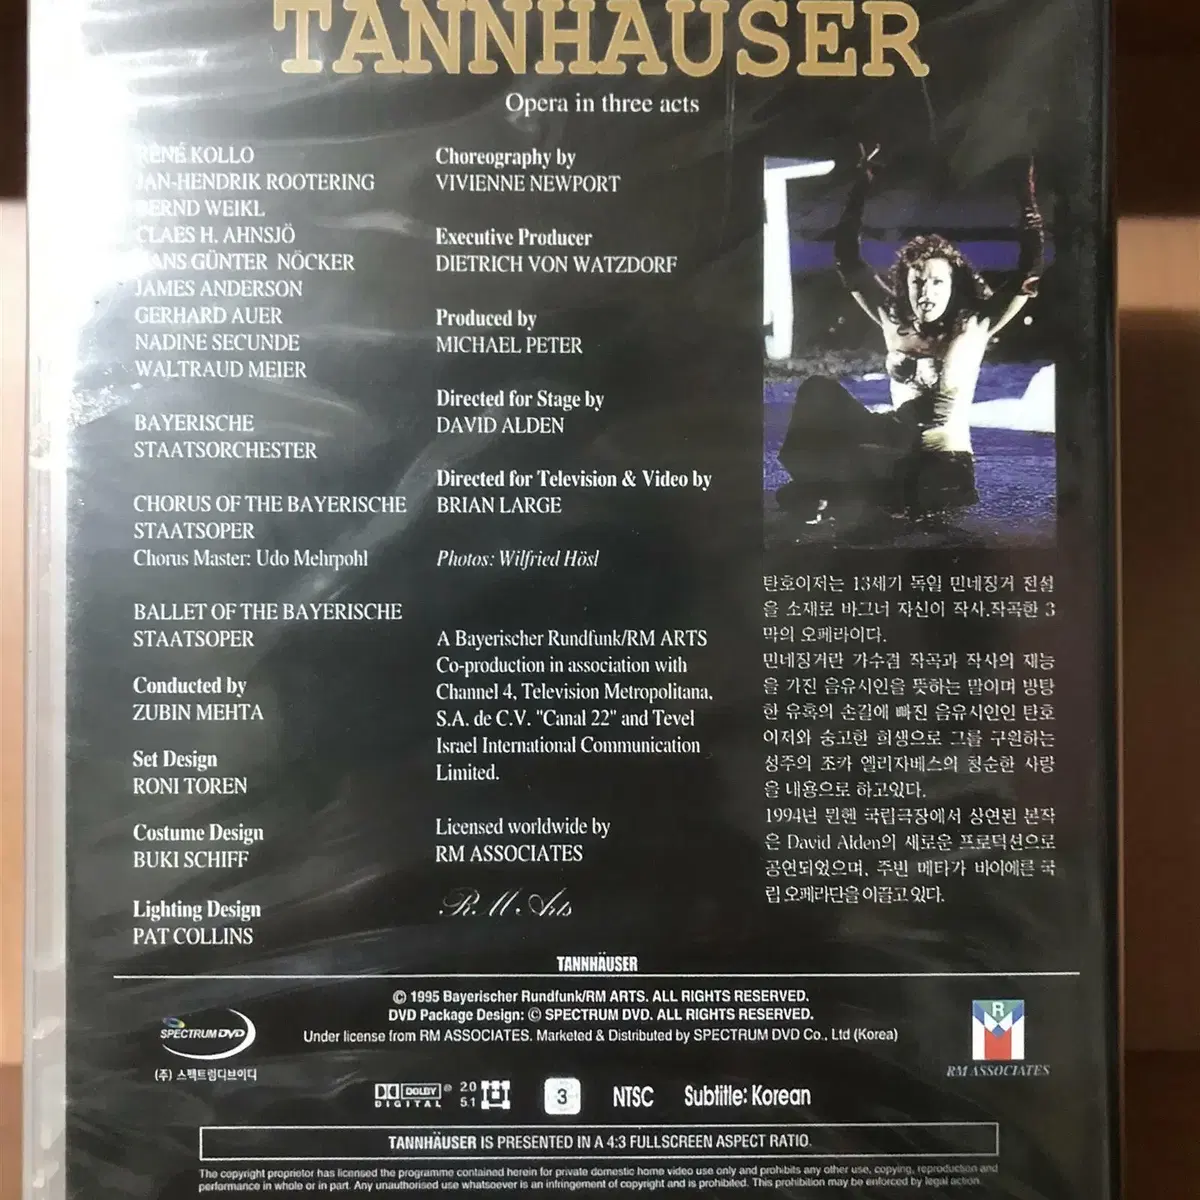 TANNHÄUSER
Opera in three acts
RENÉ KOLLO
JAN-HENDRIK ROOTERING
BERND WEIKL
CLAES H. AHNSJÖ
HANS GÜNTER NÖCKER
JAMES ANDERSON
GERHARD AUER
NADINE SECUNDE
WALTRAUD MEIER
BAYERISCHE
STAATSORCHESTER
CHORUS OF THE BAYERISCHE
STAATSOPER
Chorus Master: Udo Mehrpohl
BALLET OF THE BAYERISCHE
STAATSOPER
Conducted by
ZUBIN MEHTA
Set Design
RONI TOREN
Costume Design
BUKI SCHIFF
Lighting Design
PAT COLLINS
Choreography by
VIVIENNE NEWPORT
Executive Producer
DIETRICH VON WATZDORF
Produced by
MICHAEL PETER
Directed for Stage by
DAVID ALDEN
Directed for Television & Video by
BRIAN LARGE
Photos: Wilfried Hösl
A Bayerischer Rundfunk/RM ARTS
Co-production in association with
Channel 4, Television Metropolitana,
S.A. de C.V. "Canal 22" and Tevel
Israel International Communication
Limited.
Licensed worldwide by
RM ASSOCIATES
RM Arts
탄호이저는 13세기 독일 민네징거 전설
을 소재로 바그너 자신이 작사.작곡한 3
막의 오페라이다.
민네징거란 가수겸 작곡과 작사의 재능
을 가진 음유시인을 뜻하는 말이며 방탕
한 유혹의 손길에 빠진 음유시인인 탄호
이저와 숭고한 희생으로 그를 구원하는
성주의 조카 엘리자베스의 청순한 사랑
을 내용으로 하고있다.
1994년 뮌헨 국립극장에서 상연된 본작
은 David Alden의 새로운 프로덕션으로
공연되었으며, 주빈 메타가 바이에른 국
립 오페라단을 이끌고 있다.
TANNHÄUSER
© 1995 Bayerischer Rundfunk/RM ARTS. ALL RIGHTS RESERVED.
DVD Package Design: © SPECTRUM DVD. ALL RIGHTS RESERVED.
Under license from RM ASSOCIATES. Marketed & Distributed by SPECTRUM DVD Co., Ltd (Korea)
SPECTRUM DVD
(주) 스펙트럼디브이디
R
M
RM ASSOCIATES
DOLBY ® 2.0
DIGITAL 5.1
3
NTSC
Subtitle: Korean
TANNHÄUSER IS PRESENTED IN A 4:3 FULLSCREEN ASPECT RATIO.
The copyright proprietor has licensed the programme contained herein for private domestic home video use only and prohibits any other use, copying, reproduction and
performance in whole or in part. Any unauthorised use whatsoever is an infringement of copyright and is prohibited. This prohibition may be enforced by legal action.